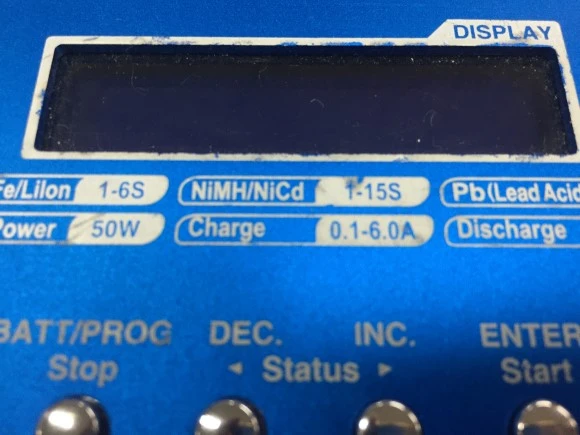 DISPLAY
Fe/LiIon 1-6S NiMH/NiCd 1-15S Pb (Lead Acid
Power 50W Charge 0.1-6.0A Discharge
BATT/PROG DEC. INC. ENTER
Stop ◄ Status ► Start